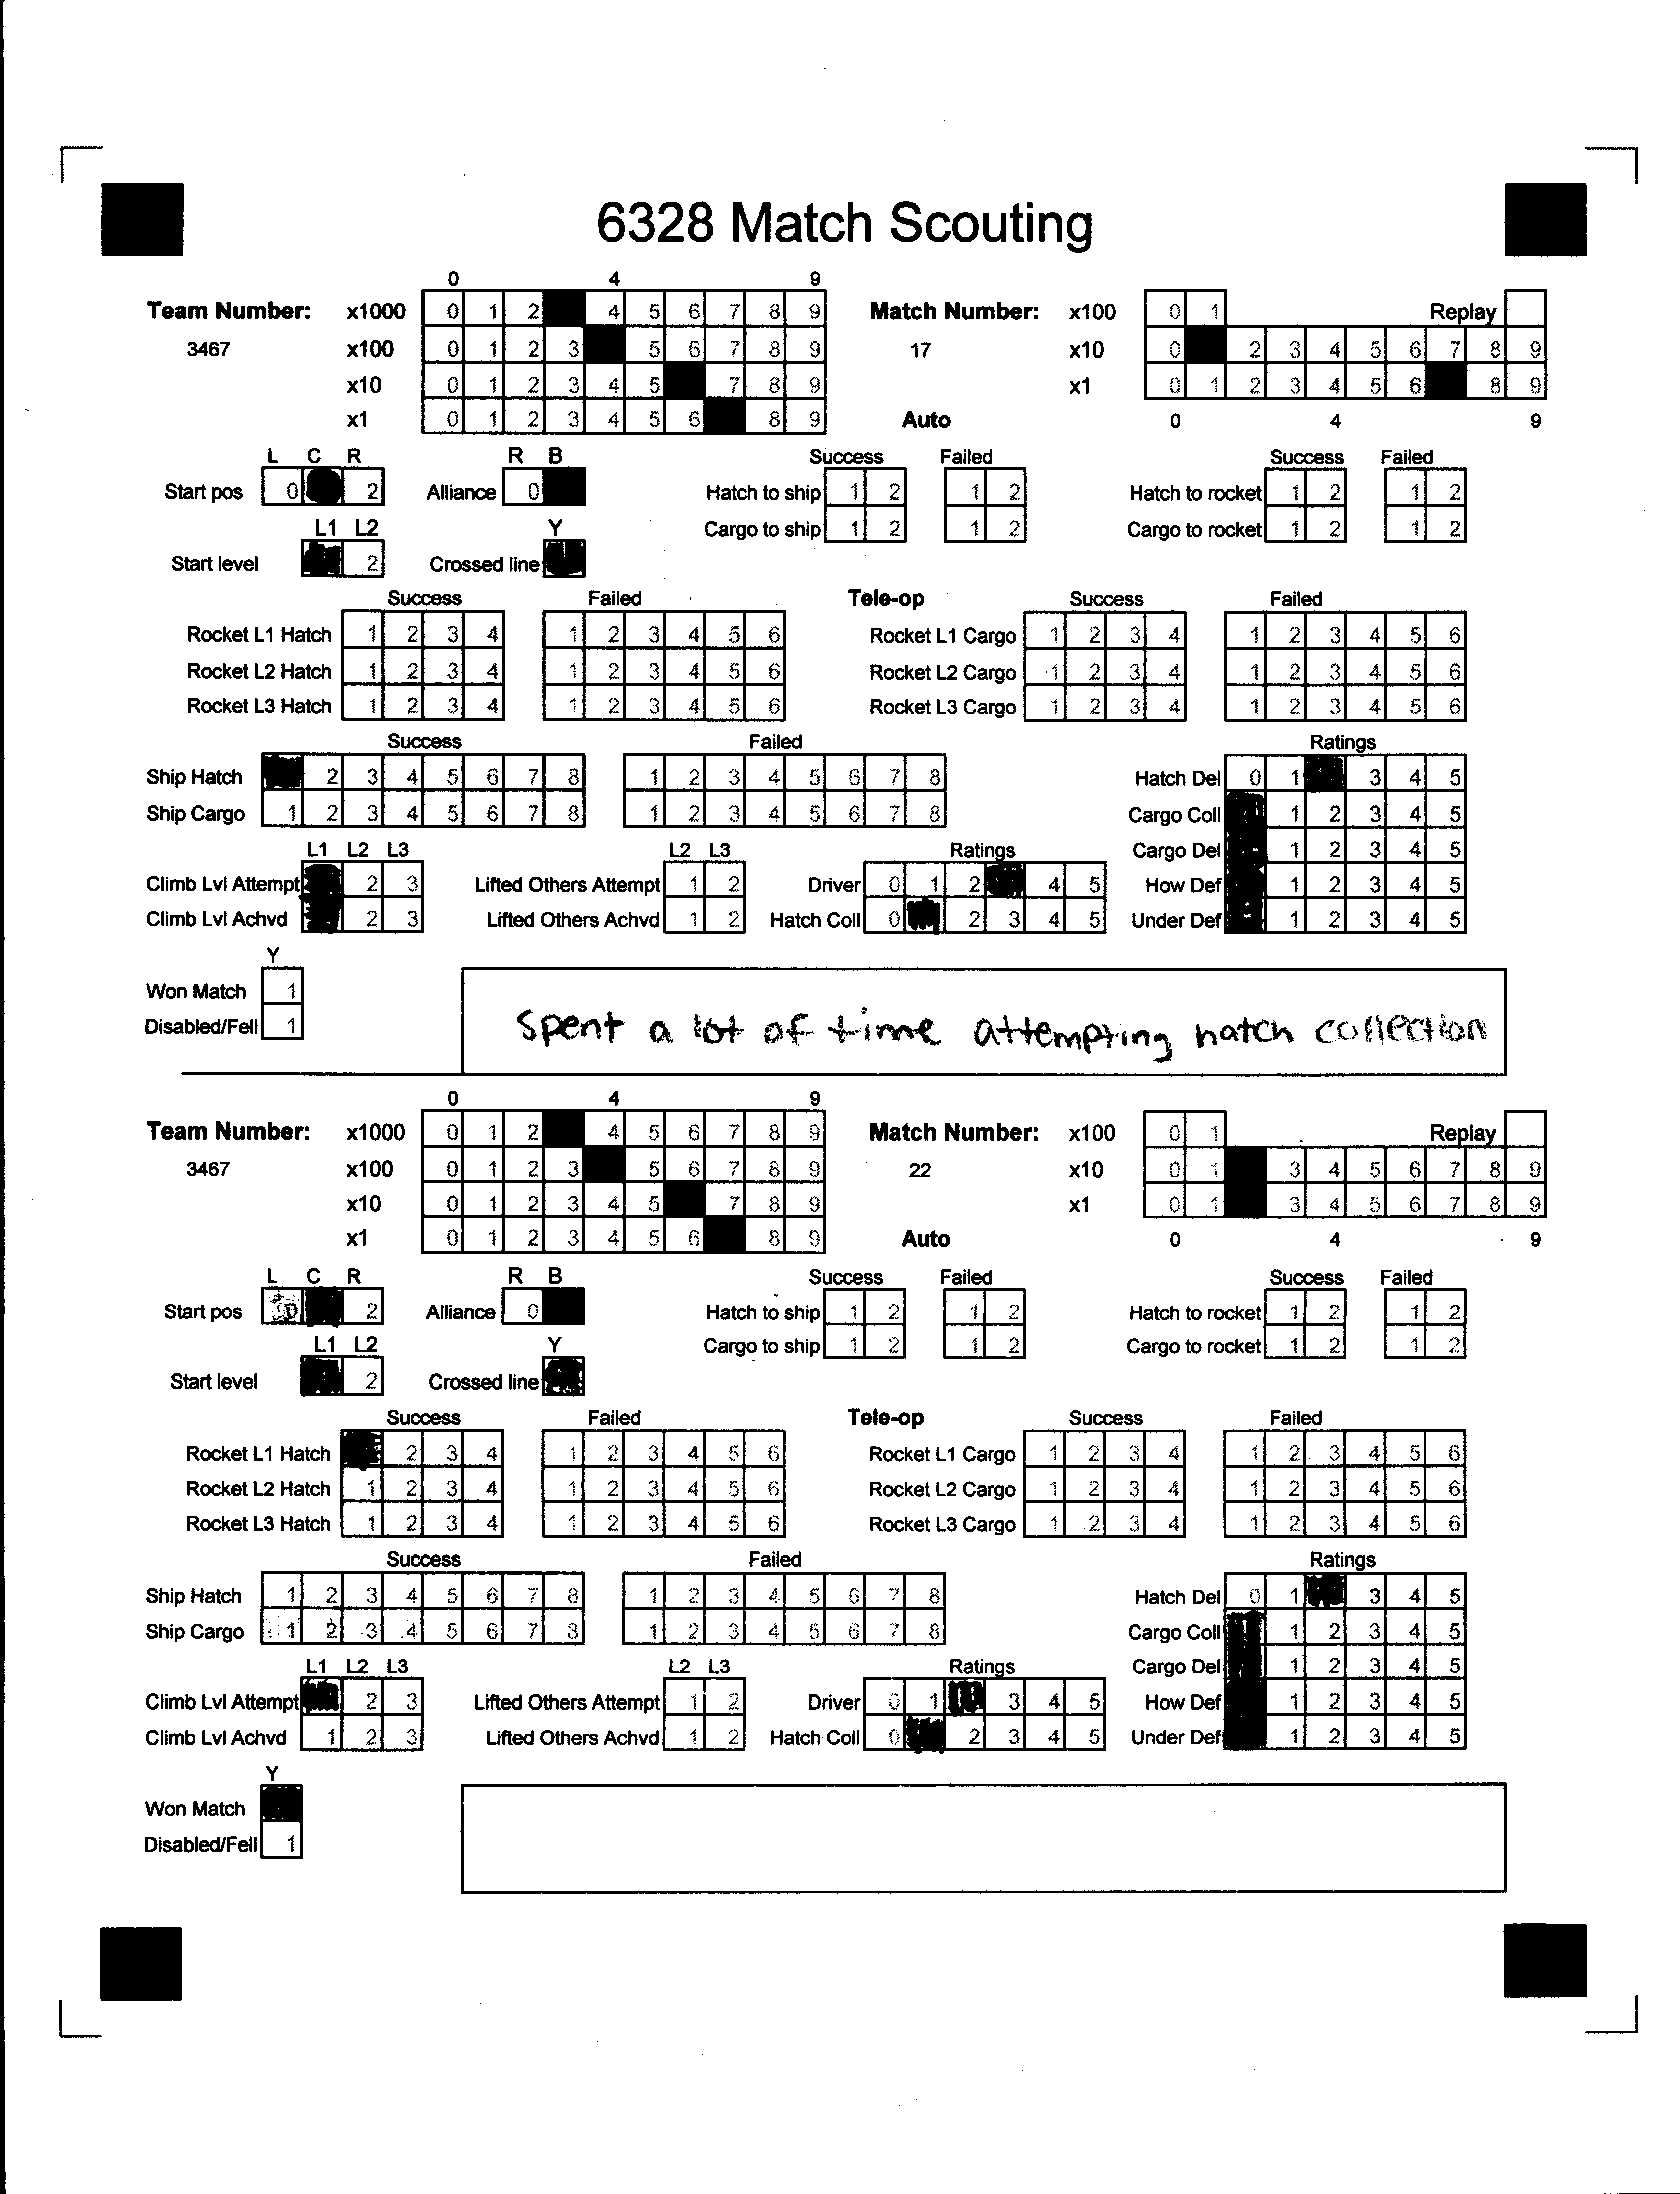 6328 Match Scouting
0 4 9
Team Number: x1000 0 1 2 4 5 6 7 8 9 Match Number: x100 0 1 Replay
3467 x100 0 1 2 3 5 6 7 8 9 17 x10 0 2 3 4 5 6 7 8 9
x10 0 1 2 3 4 5 7 8 9 x1 0 1 2 3 4 5 6 8 9
x1 0 1 2 3 4 5 6 8 9 Auto 0 4 9
L C R R B Success Failed Success Failed
Start pos 0 2 Alliance 0 Hatch to ship 1 2 1 2 Hatch to rocket 1 2 1 2
L1 L2 Y Cargo to ship 1 2 1 2 Cargo to rocket 1 2 1 2
Start level 2 Crossed line
Success Failed Tele-op Success Failed
Rocket L1 Hatch 1 2 3 4 1 2 3 4 5 6 Rocket L1 Cargo 1 2 3 4 1 2 3 4 5 6
Rocket L2 Hatch 1 2 3 4 1 2 3 4 5 6 Rocket L2 Cargo 1 2 3 4 1 2 3 4 5 6
Rocket L3 Hatch 1 2 3 4 1 2 3 4 5 6 Rocket L3 Cargo 1 2 3 4 1 2 3 4 5 6
Success Failed Ratings
Ship Hatch 2 3 4 5 6 7 8 1 2 3 4 5 6 7 8 Hatch Del 0 1 3 4 5
Ship Cargo 1 2 3 4 5 6 7 8 1 2 3 4 5 6 7 8 Cargo Coll 1 2 3 4 5
L1 L2 L3 L2 L3 Ratings Cargo Del 1 2 3 4 5
Climb Lvl Attempt 2 3 Lifted Others Attempt 1 2 Driver 0 1 2 4 5 How Def 1 2 3 4 5
Climb Lvl Achvd 2 3 Lifted Others Achvd 1 2 Hatch Coll 0 2 3 4 5 Under Def 1 2 3 4 5
Y
Won Match 1
Disabled/Fell 1
Spent a lot of time attempting hatch collection
0 4 9
Team Number: x1000 0 1 2 4 5 6 7 8 9 Match Number: x100 0 1 Replay
3467 x100 0 1 2 3 5 6 7 8 9 22 x10 0 1 3 4 5 6 7 8 9
x10 0 1 2 3 4 5 7 8 9 x1 0 1 3 4 5 6 7 8 9
x1 0 1 2 3 4 5 6 8 9 Auto 0 4 9
L C R R B Success Failed Success Failed
Start pos 0 2 Alliance 0 Hatch to ship 1 2 1 2 Hatch to rocket 1 2 1 2
L1 L2 Y Cargo to ship 1 2 1 2 Cargo to rocket 1 2 1 2
Start level 2 Crossed line
Success Failed Tele-op Success Failed
Rocket L1 Hatch 2 3 4 1 2 3 4 5 6 Rocket L1 Cargo 1 2 3 4 1 2 3 4 5 6
Rocket L2 Hatch 1 2 3 4 1 2 3 4 5 6 Rocket L2 Cargo 1 2 3 4 1 2 3 4 5 6
Rocket L3 Hatch 1 2 3 4 1 2 3 4 5 6 Rocket L3 Cargo 1 2 3 4 1 2 3 4 5 6
Success Failed Ratings
Ship Hatch 1 2 3 4 5 6 7 8 1 2 3 4 5 6 7 8 Hatch Del 0 1 3 4 5
Ship Cargo 1 2 3 4 5 6 7 8 1 2 3 4 5 6 7 8 Cargo Coll 1 2 3 4 5
L1 L2 L3 L2 L3 Ratings Cargo Del 1 2 3 4 5
Climb Lvl Attempt 2 3 Lifted Others Attempt 1 2 Driver 0 1 3 4 5 How Def 1 2 3 4 5
Climb Lvl Achvd 1 2 3 Lifted Others Achvd 1 2 Hatch Coll 0 2 3 4 5 Under Def 1 2 3 4 5
Y
Won Match
Disabled/Fell 1